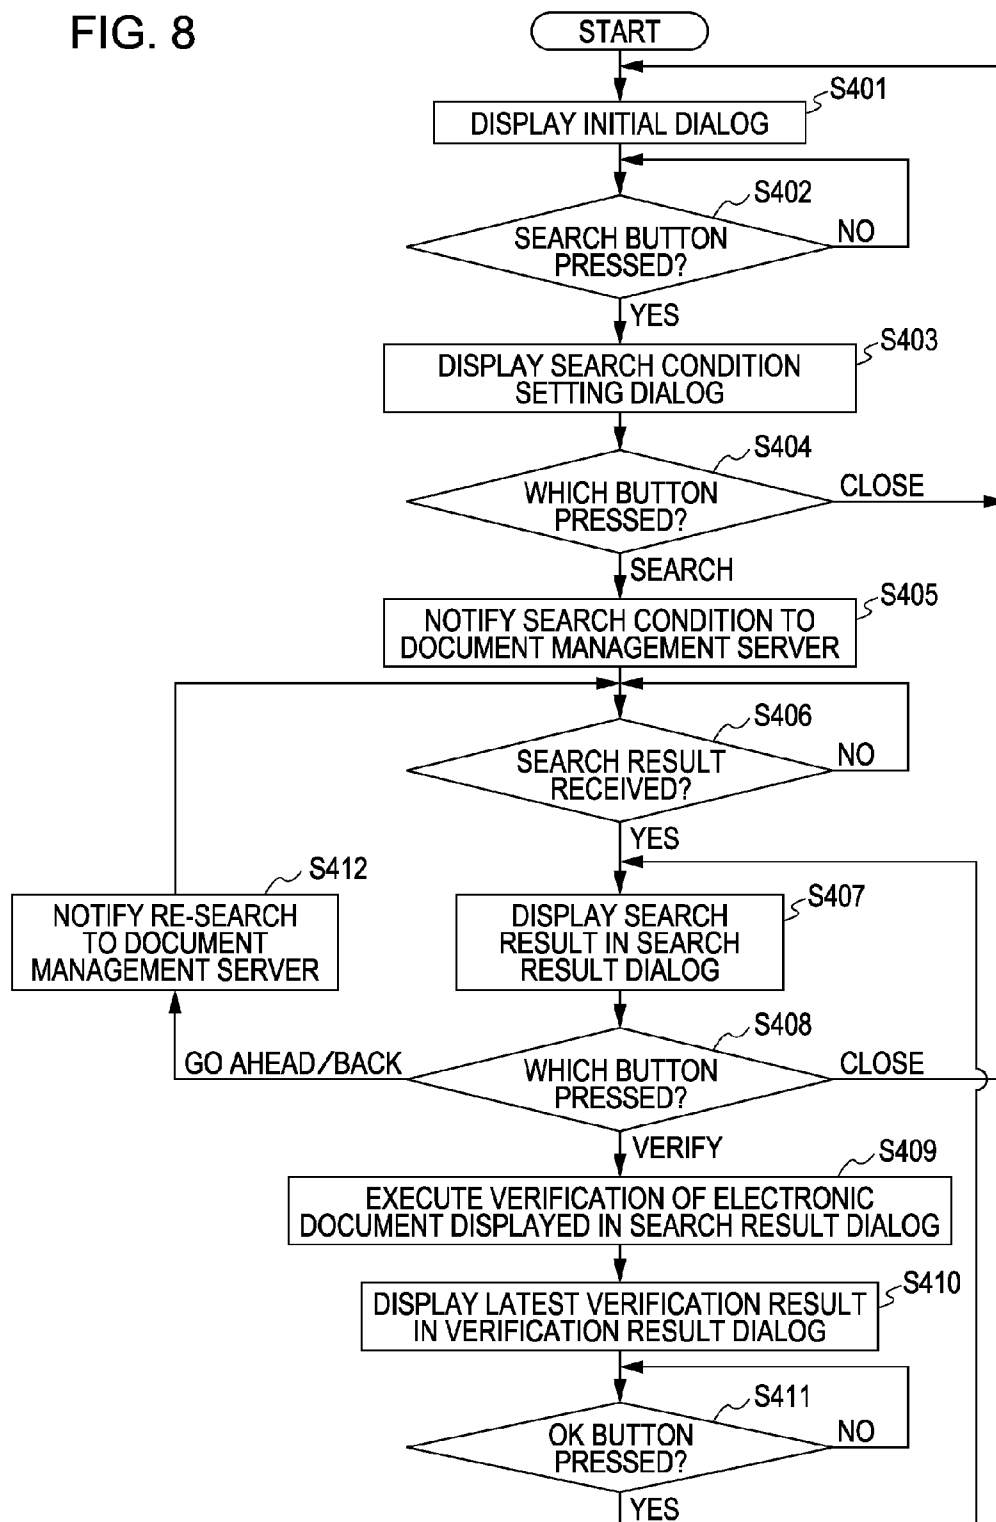 FIG. 8
START
S401
DISPLAY INITIAL DIALOG
S402
SEARCH BUTTON
PRESSED?
NO
YES
S403
DISPLAY SEARCH CONDITION
SETTING DIALOG
S404
WHICH BUTTON
PRESSED?
CLOSE
SEARCH
S405
NOTIFY SEARCH CONDITION TO
DOCUMENT MANAGEMENT SERVER
S406
SEARCH RESULT
RECEIVED?
NO
YES
S412
NOTIFY RE-SEARCH
TO DOCUMENT
MANAGEMENT SERVER
S407
DISPLAY SEARCH
RESULT IN SEARCH
RESULT DIALOG
S408
GO AHEAD/BACK
WHICH BUTTON
PRESSED?
CLOSE
VERIFY
S409
EXECUTE VERIFICATION OF ELECTRONIC
DOCUMENT DISPLAYED IN SEARCH RESULT DIALOG
S410
DISPLAY LATEST VERIFICATION RESULT
IN VERIFICATION RESULT DIALOG
S411
OK BUTTON
PRESSED?
NO
YES